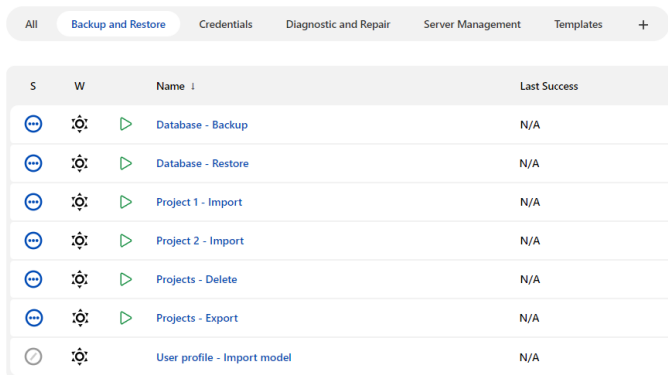 All Backup and Restore Credentials Diagnostic and Repair Server Management Templates +
S W Name ↓ Last Success
Database - Backup N/A
Database - Restore N/A
Project 1 - Import N/A
Project 2 - Import N/A
Projects - Delete N/A
Projects - Export N/A
User profile - Import model N/A